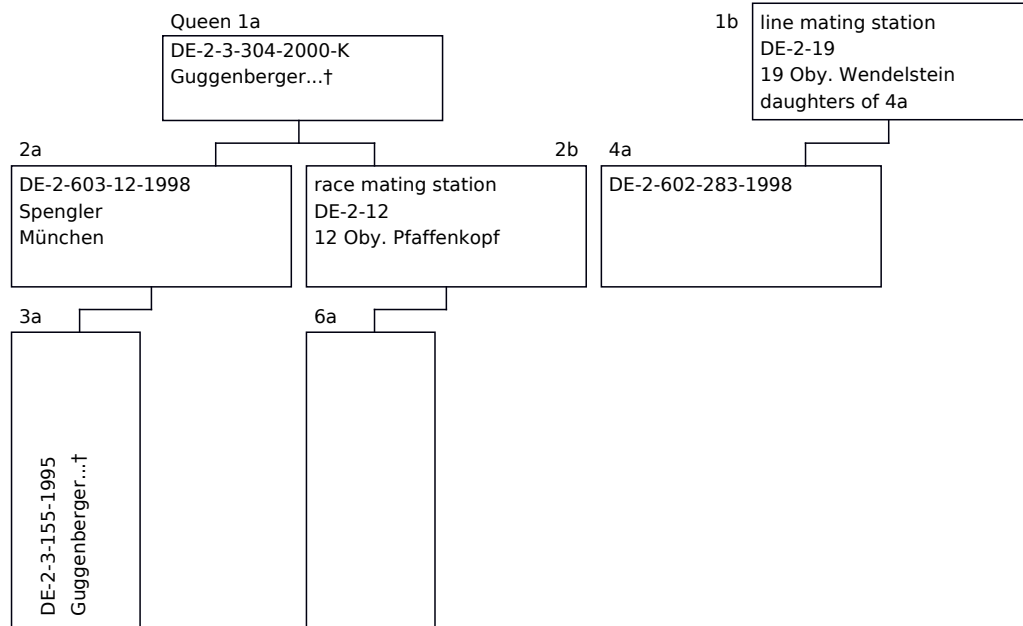 Queen 1a
DE-2-3-304-2000-K
Guggenberger...†
1b
line mating station
DE-2-19
19 Oby. Wendelstein
daughters of 4a
2a
DE-2-603-12-1998
Spengler
München
2b
race mating station
DE-2-12
12 Oby. Pfaffenkopf
4a
DE-2-602-283-1998
3a
DE-2-3-155-1995
Guggenberger...†
6a